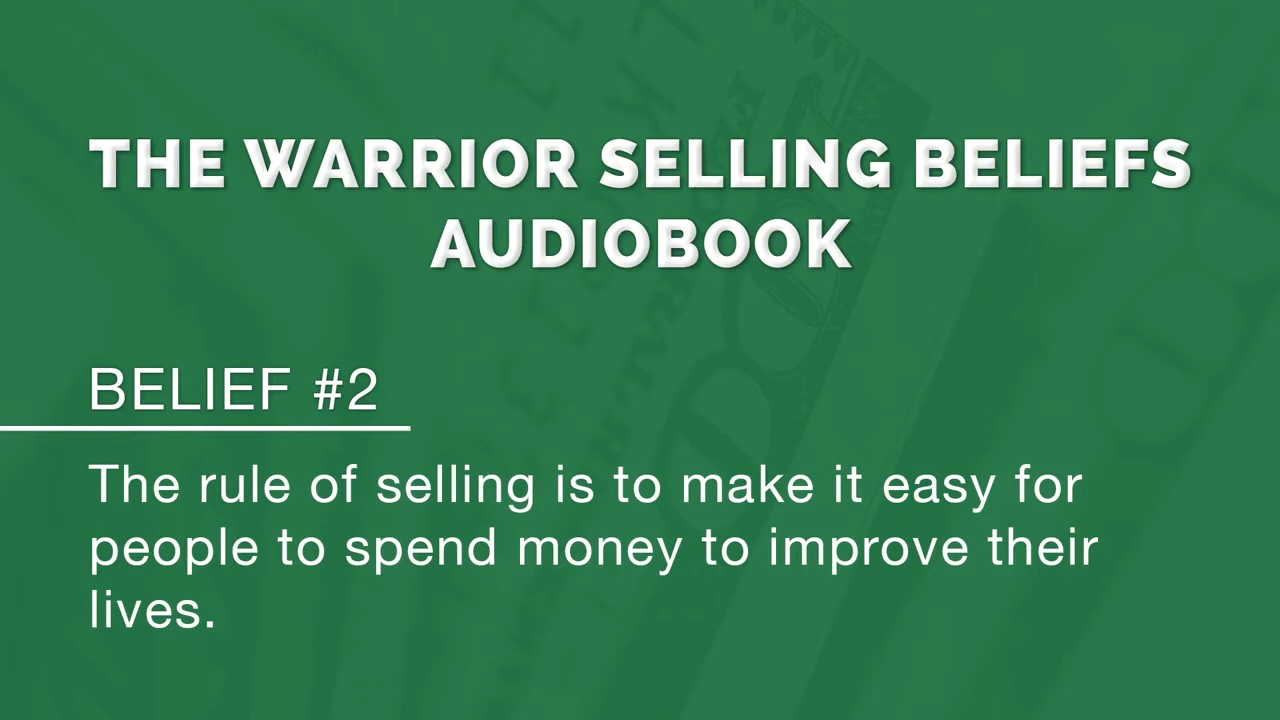 THE WARRIOR SELLING BELIEFS
AUDIOBOOK
BELIEF #2
The rule of selling is to make it easy for
people to spend money to improve their
lives.